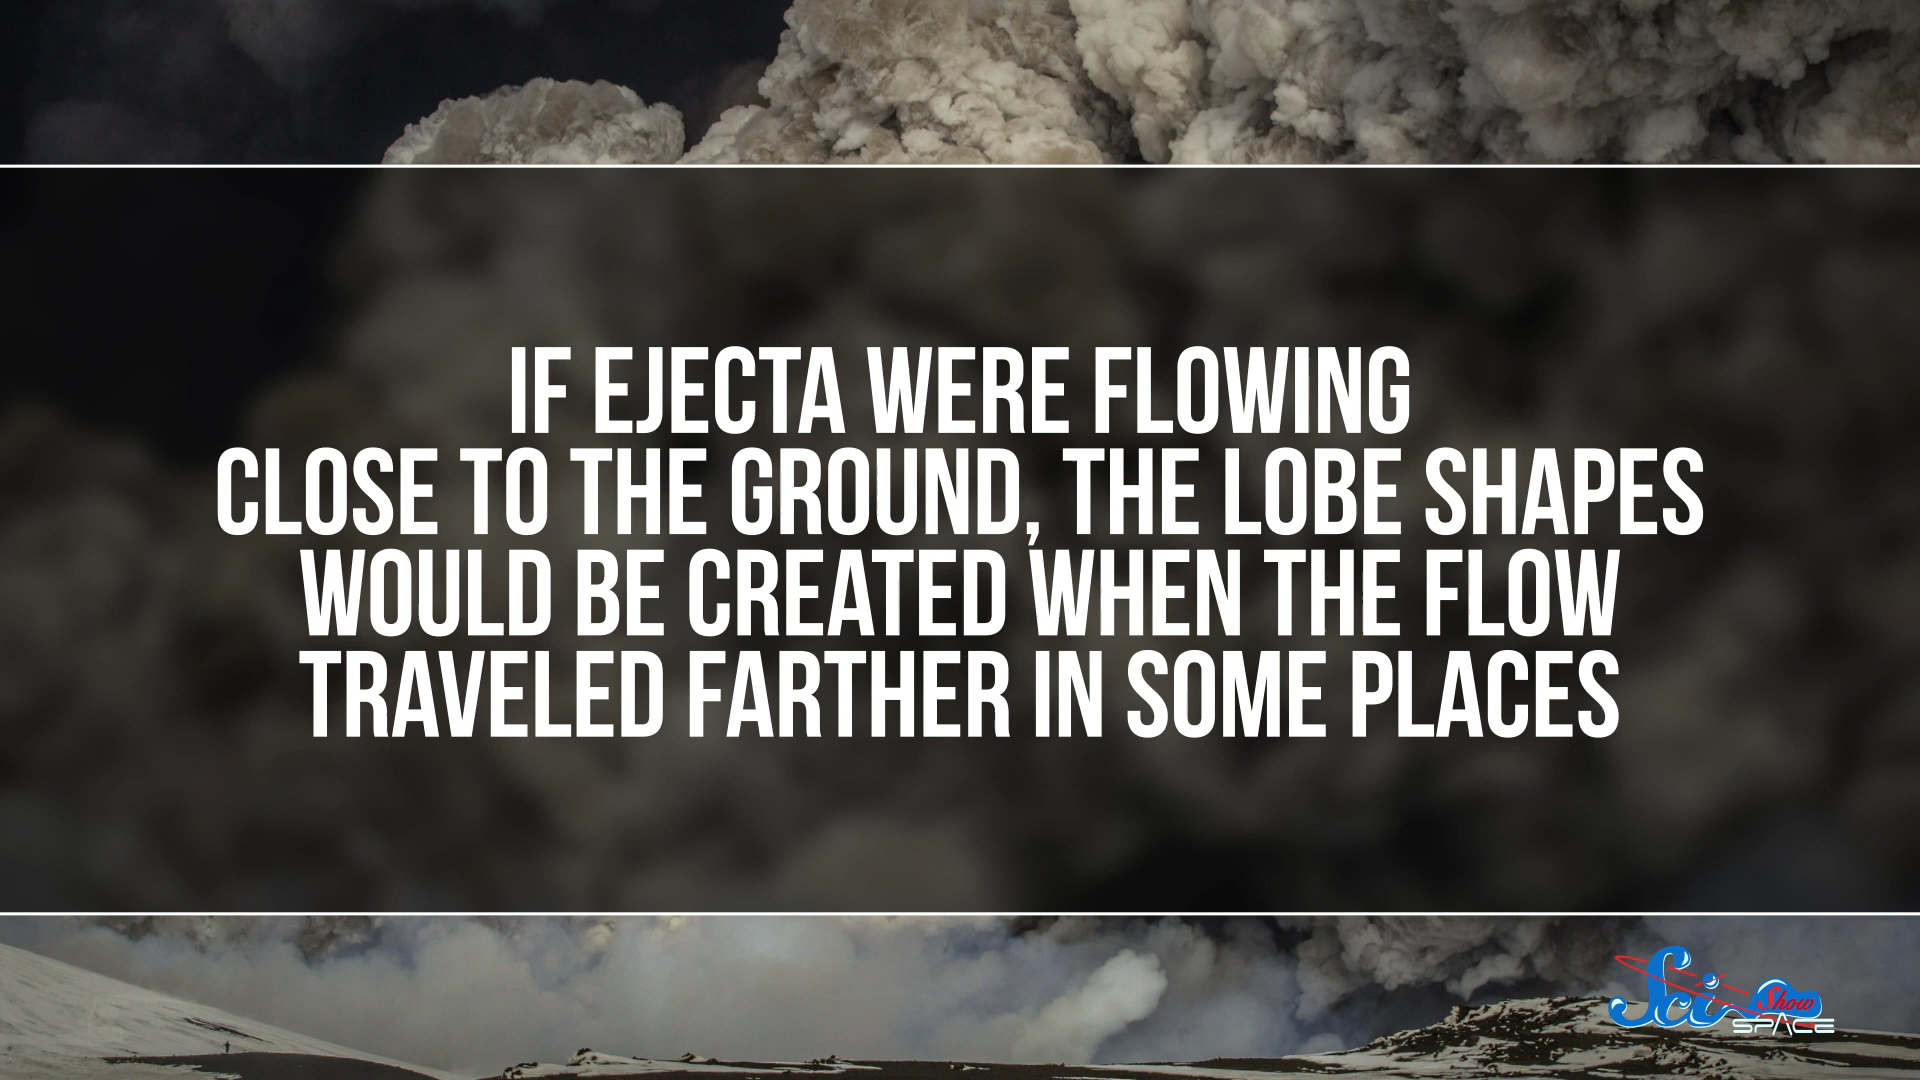 IF EJECTA WERE FLOWING
CLOSE TO THE GROUND, THE LOBE SHAPES
WOULD BE CREATED WHEN THE FLOW
TRAVELED FARTHER IN SOME PLACES
Sci Show
SPACE